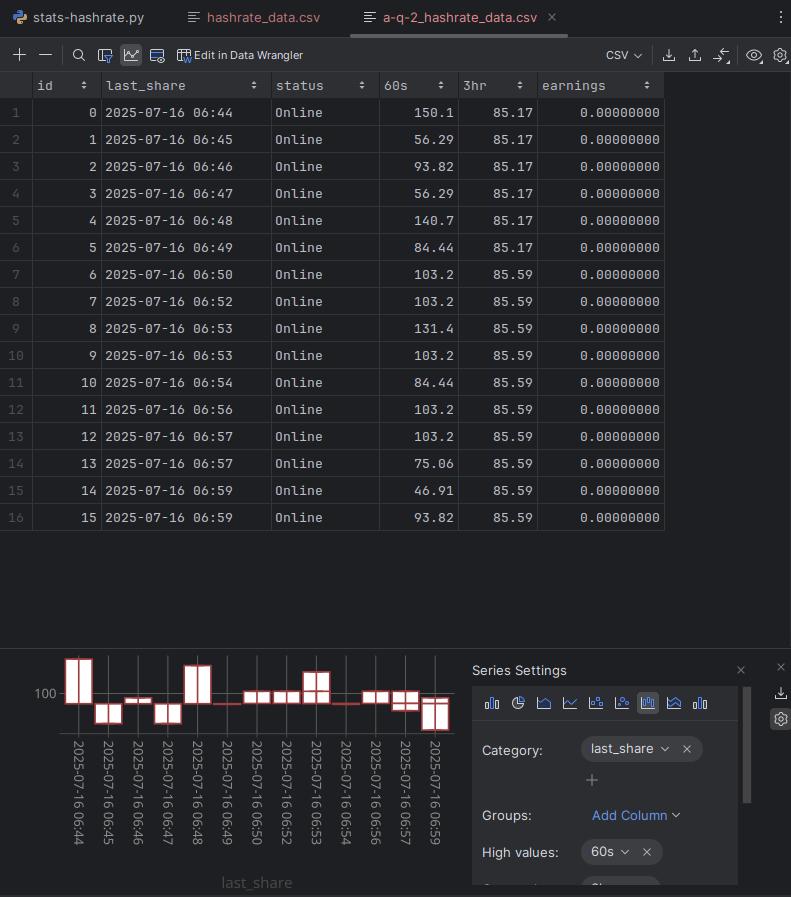 stats-hashrate.py hashrate_data.csv a-q-2_hashrate_data.csv
Edit in Data Wrangler CSV
id last_share status 60s 3hr earnings
1 0 2025-07-16 06:44 Online 150.1 85.17 0.00000000
2 1 2025-07-16 06:45 Online 56.29 85.17 0.00000000
3 2 2025-07-16 06:46 Online 93.82 85.17 0.00000000
4 3 2025-07-16 06:47 Online 56.29 85.17 0.00000000
5 4 2025-07-16 06:48 Online 140.7 85.17 0.00000000
6 5 2025-07-16 06:49 Online 84.44 85.17 0.00000000
7 6 2025-07-16 06:50 Online 103.2 85.59 0.00000000
8 7 2025-07-16 06:52 Online 103.2 85.59 0.00000000
9 8 2025-07-16 06:53 Online 131.4 85.59 0.00000000
10 9 2025-07-16 06:53 Online 103.2 85.59 0.00000000
11 10 2025-07-16 06:54 Online 84.44 85.59 0.00000000
12 11 2025-07-16 06:56 Online 103.2 85.59 0.00000000
13 12 2025-07-16 06:57 Online 103.2 85.59 0.00000000
14 13 2025-07-16 06:57 Online 75.06 85.59 0.00000000
15 14 2025-07-16 06:59 Online 46.91 85.59 0.00000000
16 15 2025-07-16 06:59 Online 93.82 85.59 0.00000000
100
2025-07-16 06:44
2025-07-16 06:45
2025-07-16 06:46
2025-07-16 06:47
2025-07-16 06:48
2025-07-16 06:49
2025-07-16 06:50
2025-07-16 06:52
2025-07-16 06:53
2025-07-16 06:54
2025-07-16 06:56
2025-07-16 06:57
2025-07-16 06:59
last_share
Series Settings
Category: last_share
Groups: Add Column
High values: 60s